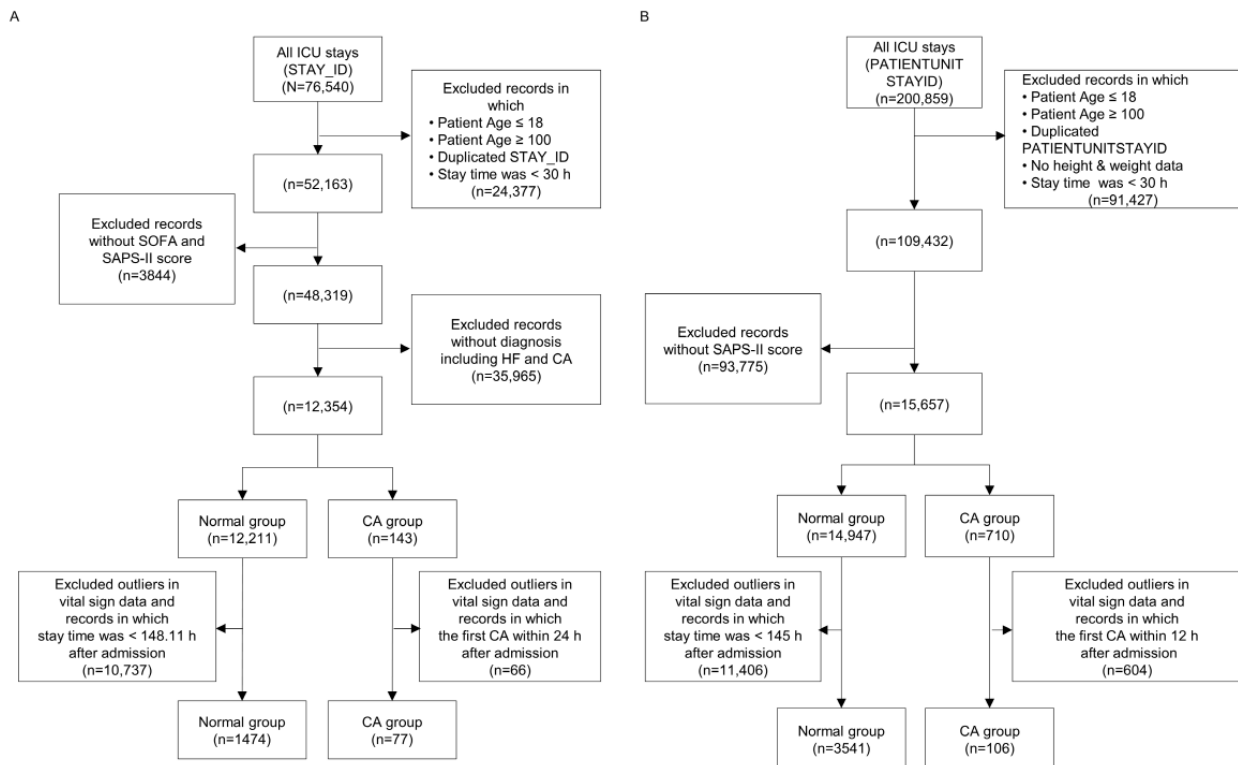 A
All ICU stays
(STAY_ID)
(N=76,540)
Excluded records in
which
• Patient Age ≤ 18
• Patient Age ≥ 100
• Duplicated STAY_ID
• Stay time was < 30 h
(n=24,377)
(n=52,163)
Excluded records
without SOFA and
SAPS-II score
(n=3844)
(n=48,319)
Excluded records
without diagnosis
including HF and CA
(n=35,965)
(n=12,354)
Normal group
(n=12,211)
CA group
(n=143)
Excluded outliers in
vital sign data and
records in which
stay time was < 148.11 h
after admission
(n=10,737)
Excluded outliers in
vital sign data and
records in which
the first CA within 24 h
after admission
(n=66)
Normal group
(n=1474)
CA group
(n=77)
B
All ICU stays
(PATIENTUNIT
STAYID)
(n=200,859)
Excluded records in which
• Patient Age ≤ 18
• Patient Age ≥ 100
• Duplicated
PATIENTUNITSTAYID
• No height & weight data
• Stay time was < 30 h
(n=91,427)
(n=109,432)
Excluded records
without SAPS-II score
(n=93,775)
(n=15,657)
Normal group
(n=14,947)
CA group
(n=710)
Excluded outliers in
vital sign data and
records in which
stay time was < 145 h
after admission
(n=11,406)
Excluded outliers in
vital sign data and
records in which
the first CA within 12 h
after admission
(n=604)
Normal group
(n=3541)
CA group
(n=106)